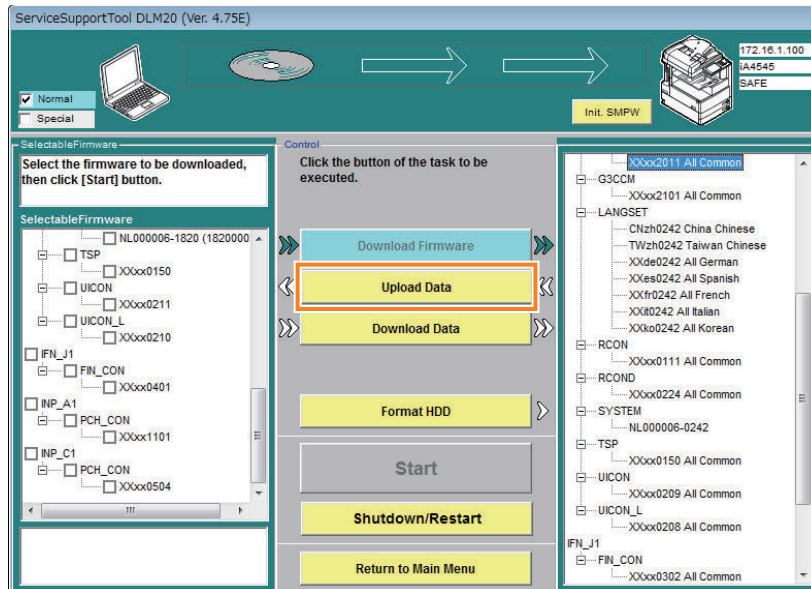 ServiceSupportTool DLM20 (Ver. 4.75E)
172.16.1.100
iA4545
SAFE
Normal
Special
Init. SMPW
SelectableFirmware
Select the firmware to be downloaded,
then click [Start] button.
SelectableFirmware
NL000006-1820 (1820000
TSP
XXxx0150
UICON
XXxx0211
UICON_L
XXxx0210
IFN_J1
FIN_CON
XXxx0401
INP_A1
PCH_CON
XXxx1101
INP_C1
PCH_CON
XXxx0504
Control
Click the button of the task to be
executed.
Download Firmware
Upload Data
Download Data
Format HDD
Start
Shutdown/Restart
Return to Main Menu
XXxx2011 All Common
G3CCM
XXxx2101 All Common
LANGSET
CNzh0242 China Chinese
TWzh0242 Taiwan Chinese
XXde0242 All German
XXes0242 All Spanish
XXfr0242 All French
XXit0242 All Italian
XXko0242 All Korean
RCON
XXxx0111 All Common
RCOND
XXxx0224 All Common
SYSTEM
NL000006-0242
TSP
XXxx0150 All Common
UICON
XXxx0209 All Common
UICON_L
XXxx0208 All Common
IFN_J1
FIN_CON
XXxx0302 All Common